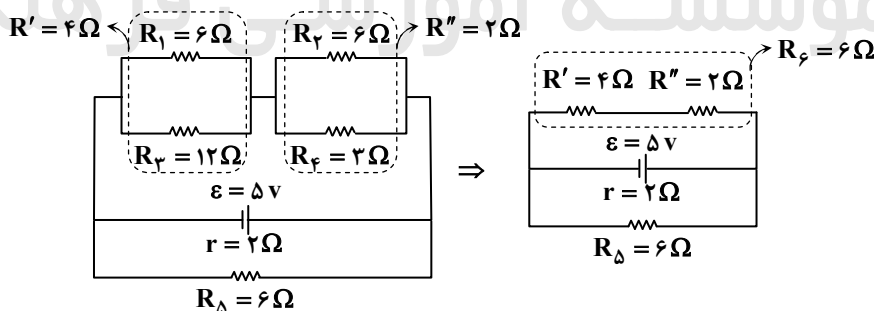 R' = ۴Ω
R۱ = ۶Ω
R۲ = ۶Ω
R'' = ۲Ω
R۳ = ۱۲Ω
R۴ = ۳Ω
ε = ۵ v
r = ۲Ω
R۵ = ۶Ω
⇒
R۶ = ۶Ω
R' = ۴Ω R'' = ۲Ω
ε = ۵ v
r = ۲Ω
R۵ = ۶Ω